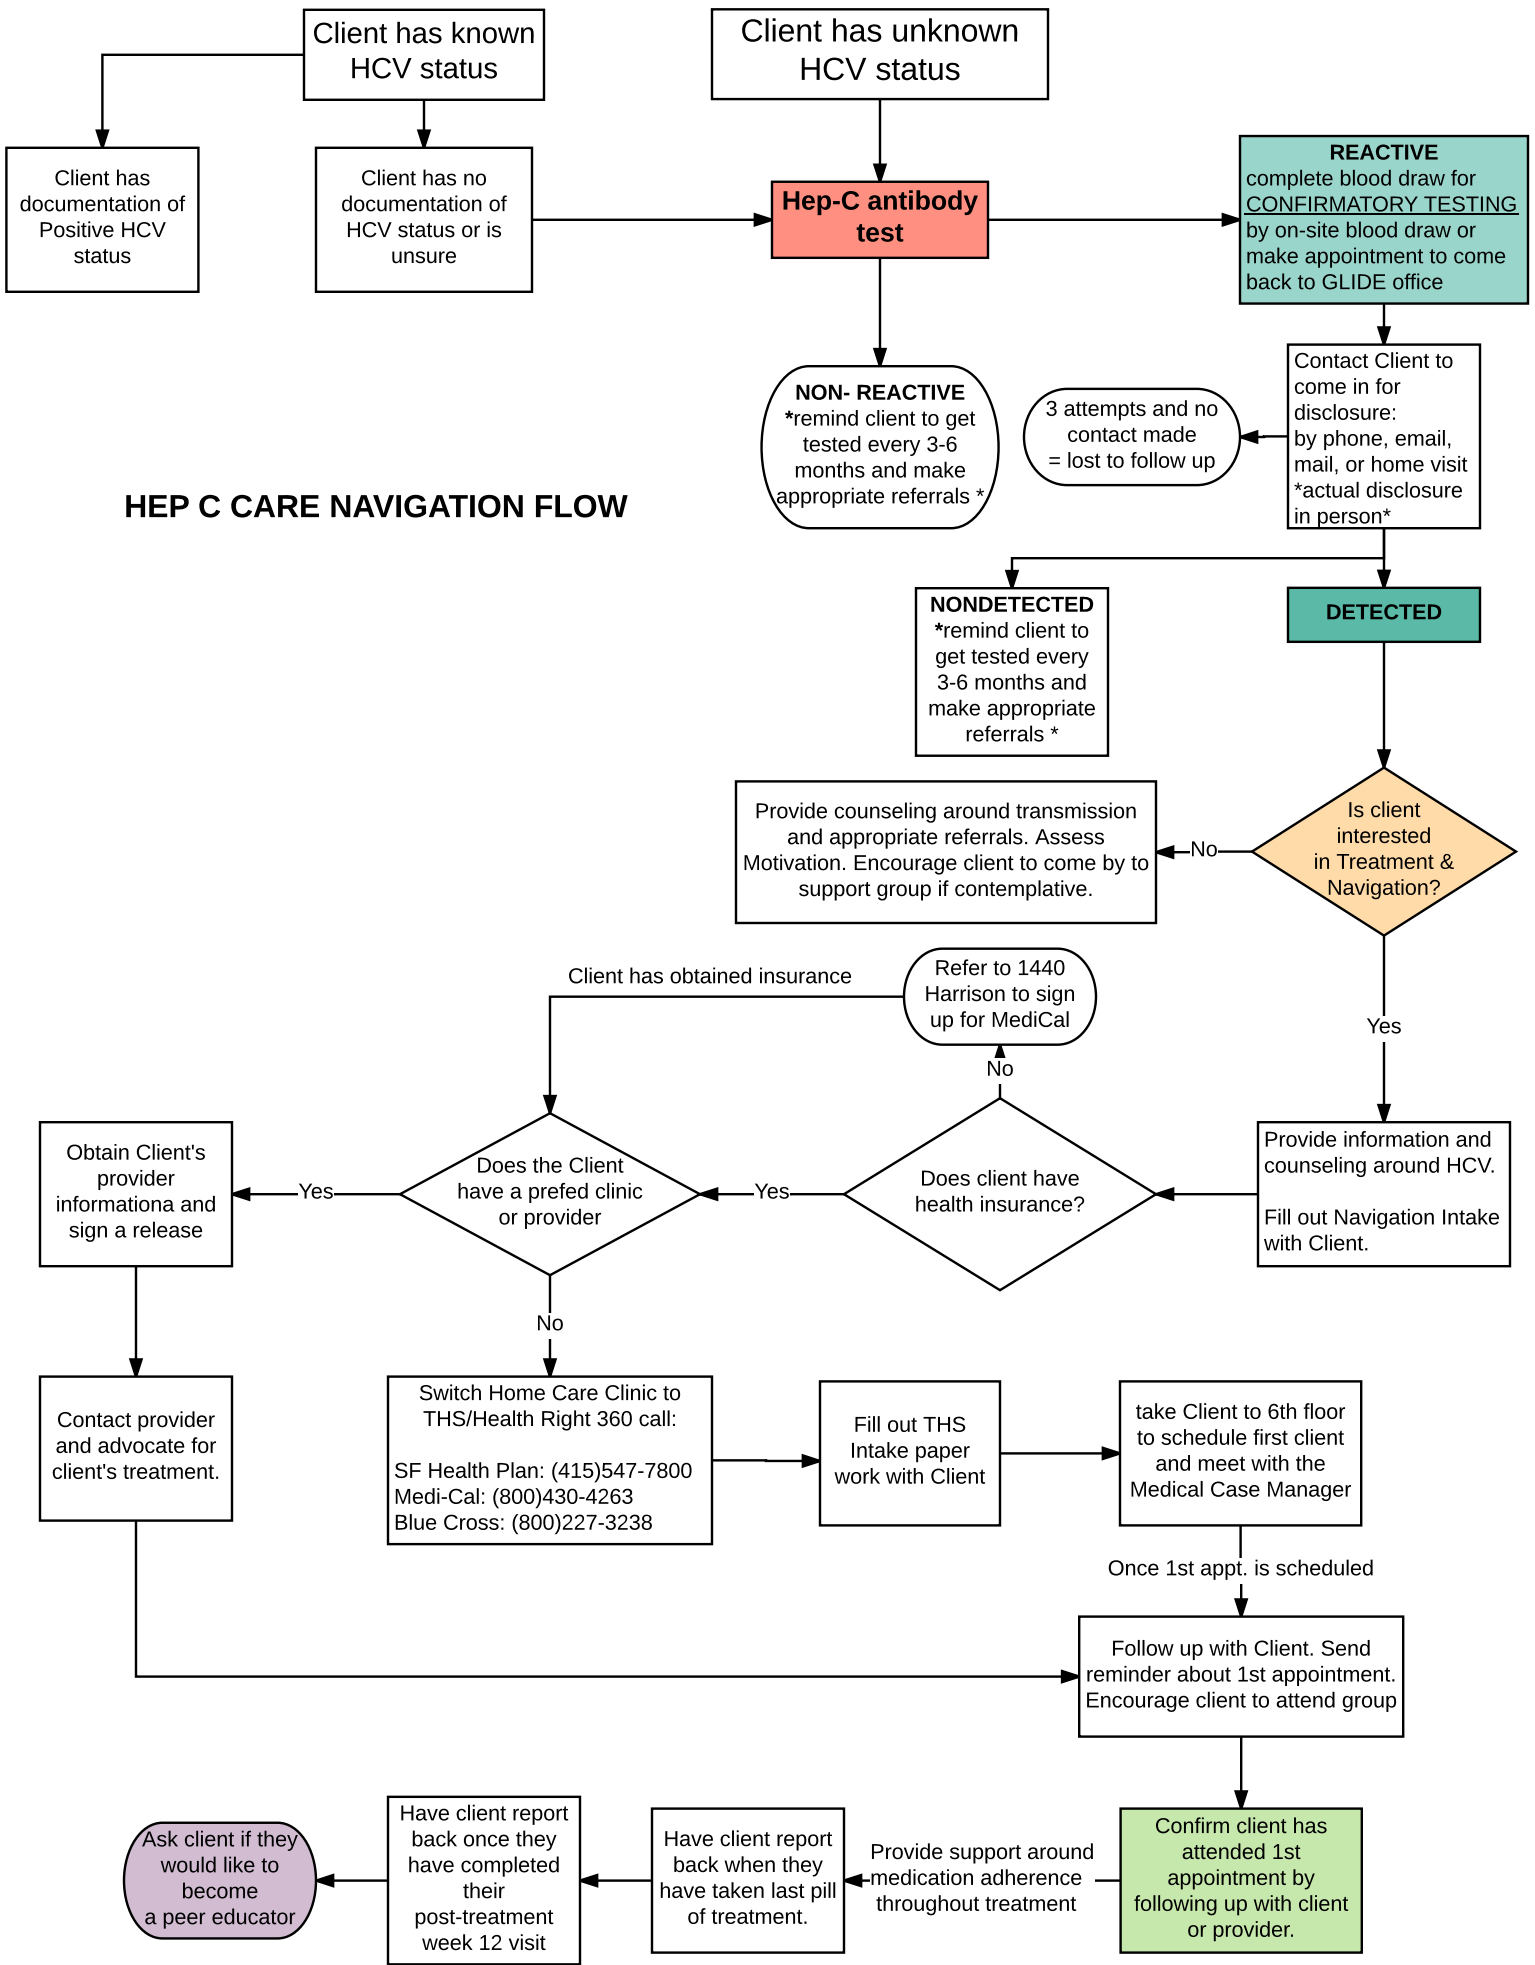 Client has known
HCV status
Client has unknown
HCV status
Client has
documentation of
Positive HCV
status
Client has no
documentation of
HCV status or is
unsure
Hep-C antibody
test
REACTIVE
complete blood draw for
CONFIRMATORY TESTING
by on-site blood draw or
make appointment to come
back to GLIDE office
NON- REACTIVE
*remind client to get
tested every 3-6
months and make
appropriate referrals *
3 attempts and no
contact made
= lost to follow up
Contact Client to
come in for
disclosure:
by phone, email,
mail, or home visit
*actual disclosure
in person*
HEP C CARE NAVIGATION FLOW
NONDETECTED
*remind client to
get tested every
3-6 months and
make appropriate
referrals *
DETECTED
Provide counseling around transmission
and appropriate referrals. Assess
Motivation. Encourage client to come by to
support group if contemplative.
No
Is client
interested
in Treatment &
Navigation?
Yes
Client has obtained insurance
Refer to 1440
Harrison to sign
up for MediCal
No
Obtain Client's
provider
informationa and
sign a release
Yes
Does the Client
have a prefed clinic
or provider
Yes
Does client have
health insurance?
Provide information and
counseling around HCV.
Fill out Navigation Intake
with Client.
No
Contact provider
and advocate for
client's treatment.
Switch Home Care Clinic to
THS/Health Right 360 call:
SF Health Plan: (415)547-7800
Medi-Cal: (800)430-4263
Blue Cross: (800)227-3238
Fill out THS
Intake paper
work with Client
take Client to 6th floor
to schedule first client
and meet with the
Medical Case Manager
Once 1st appt. is scheduled
Follow up with Client. Send
reminder about 1st appointment.
Encourage client to attend group
Ask client if they
would like to
become
a peer educator
Have client report
back once they
have completed
their
post-treatment
week 12 visit
Have client report
back when they
have taken last pill
of treatment.
Provide support around
medication adherence
throughout treatment
Confirm client has
attended 1st
appointment by
following up with client
or provider.